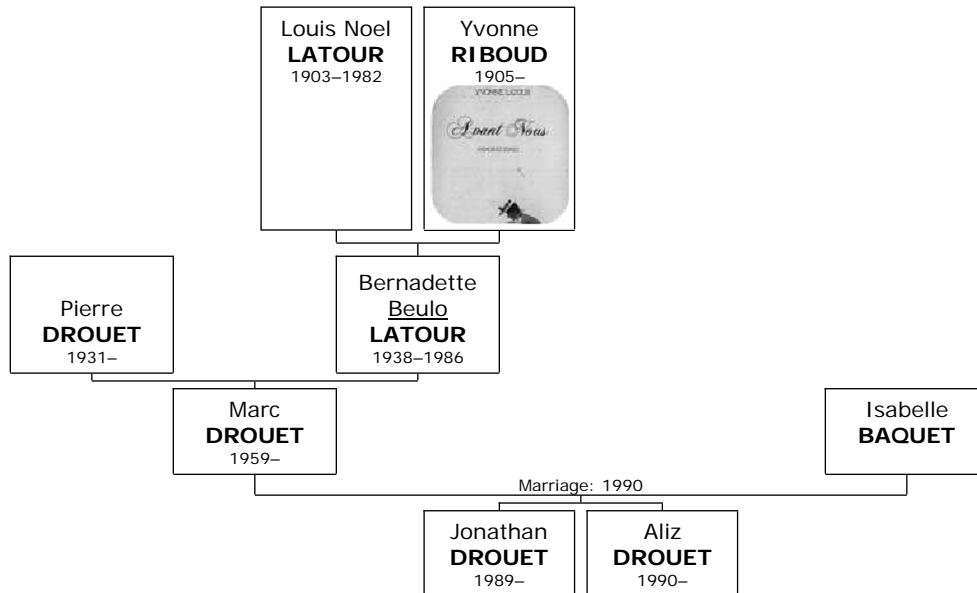 Louis Noel
LATOUR
1903–1982
Yvonne
RIBOUD
1905–
Avant Nous
Pierre
DROUET
1931–
Bernadette
Beulo
LATOUR
1938–1986
Marc
DROUET
1959–
Isabelle
BAQUET
Marriage: 1990
Jonathan
DROUET
1989–
Aliz
DROUET
1990–